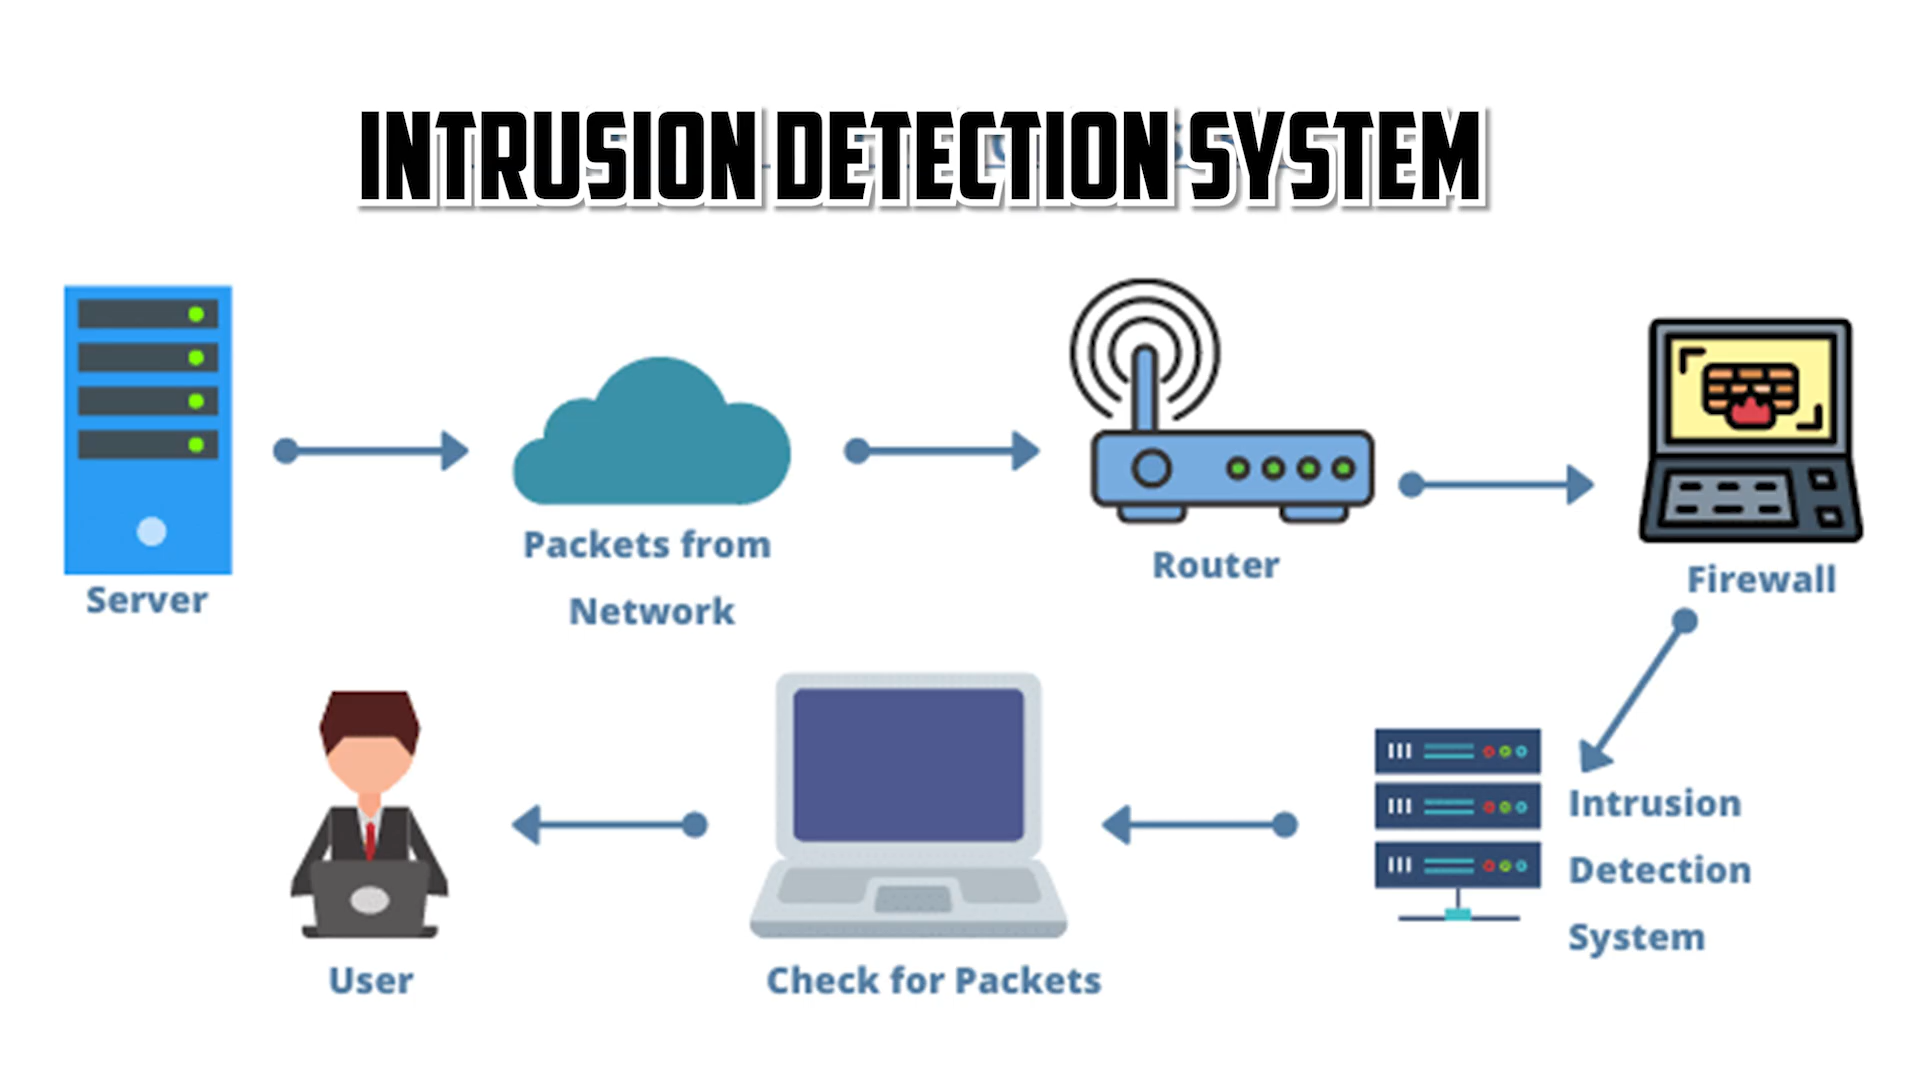 INTRUSION DETECTION SYSTEM
Server
Packets from
Network
Router
Firewall
Intrusion
Detection
System
Check for Packets
User